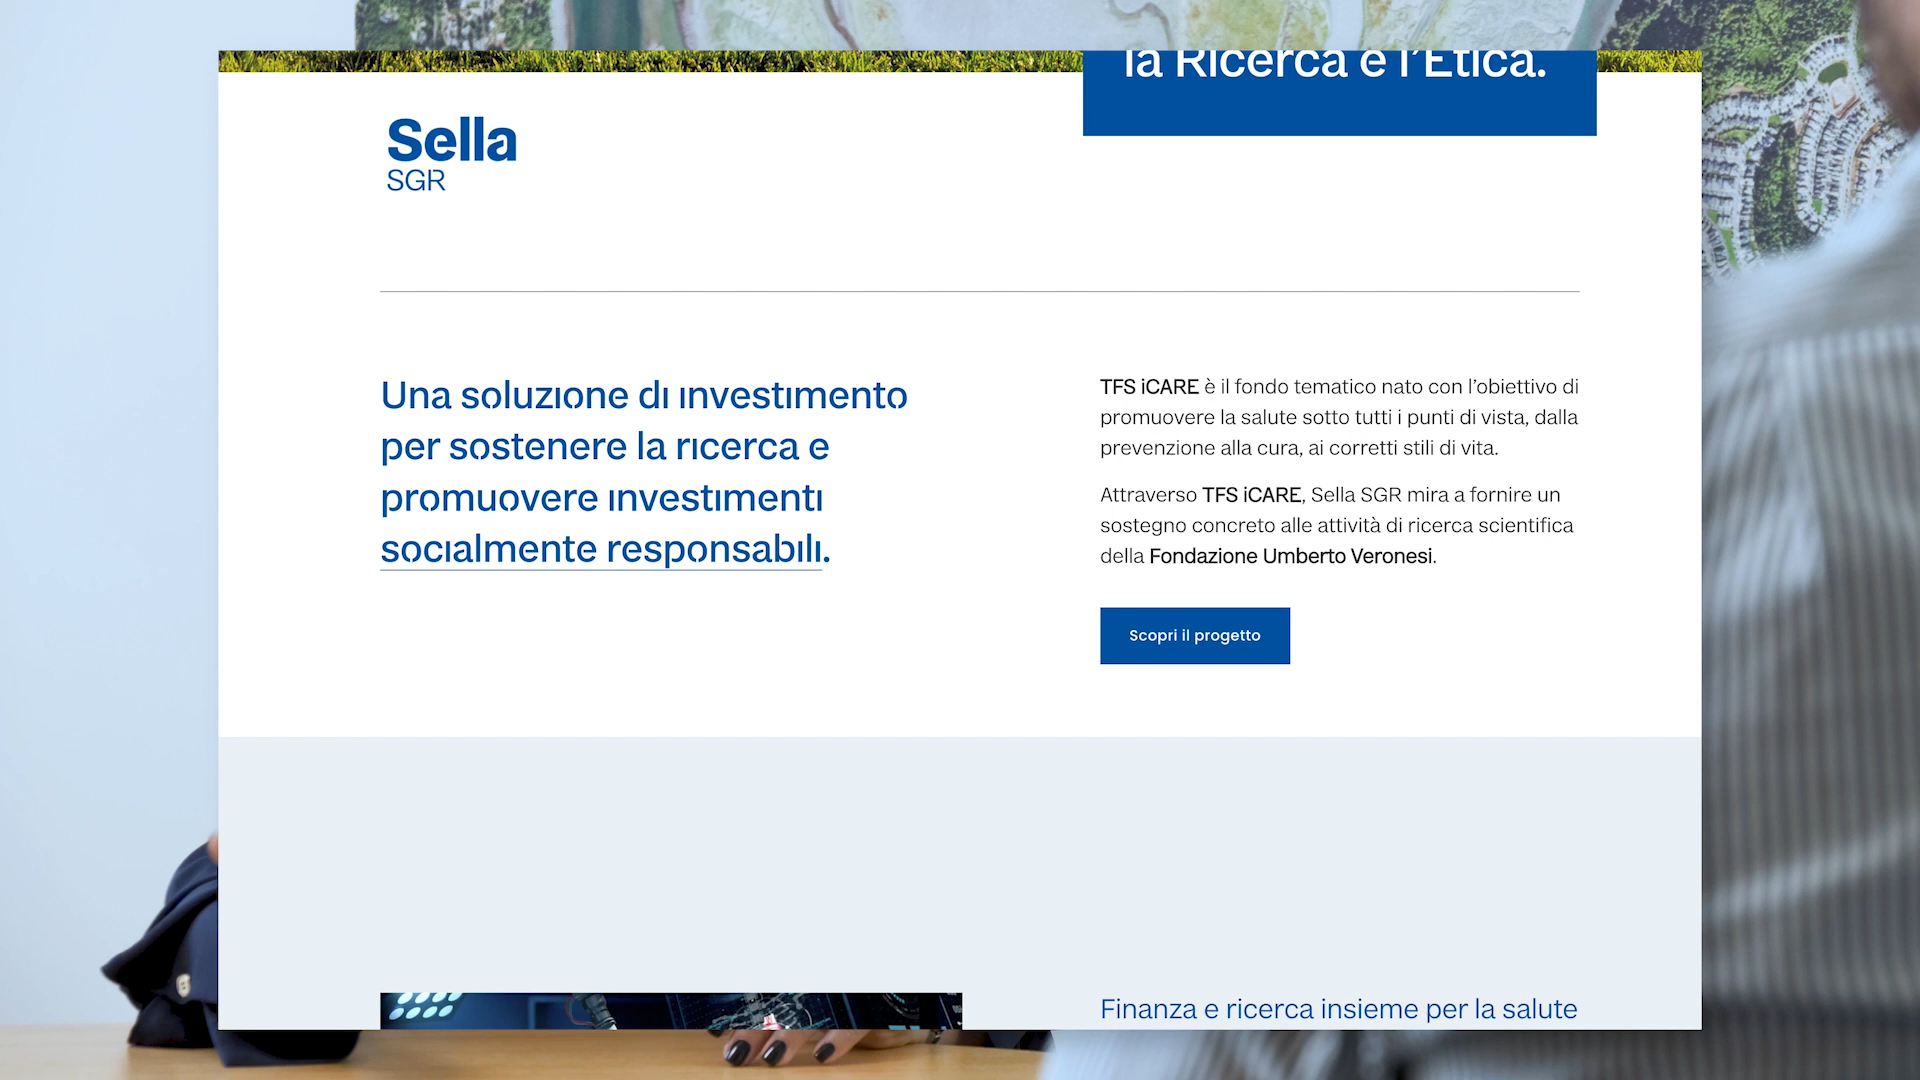 la Ricerca e l’Etica.
Sella
SGR
Una soluzione di investimento
per sostenere la ricerca e
promuovere investimenti
socialmente responsabili.
TFS iCARE è il fondo tematico nato con l’obiettivo di
promuovere la salute sotto tutti i punti di vista, dalla
prevenzione alla cura, ai corretti stili di vita.
Attraverso TFS iCARE, Sella SGR mira a fornire un
sostegno concreto alle attività di ricerca scientifica
della Fondazione Umberto Veronesi.
Scopri il progetto
Finanza e ricerca insieme per la salute